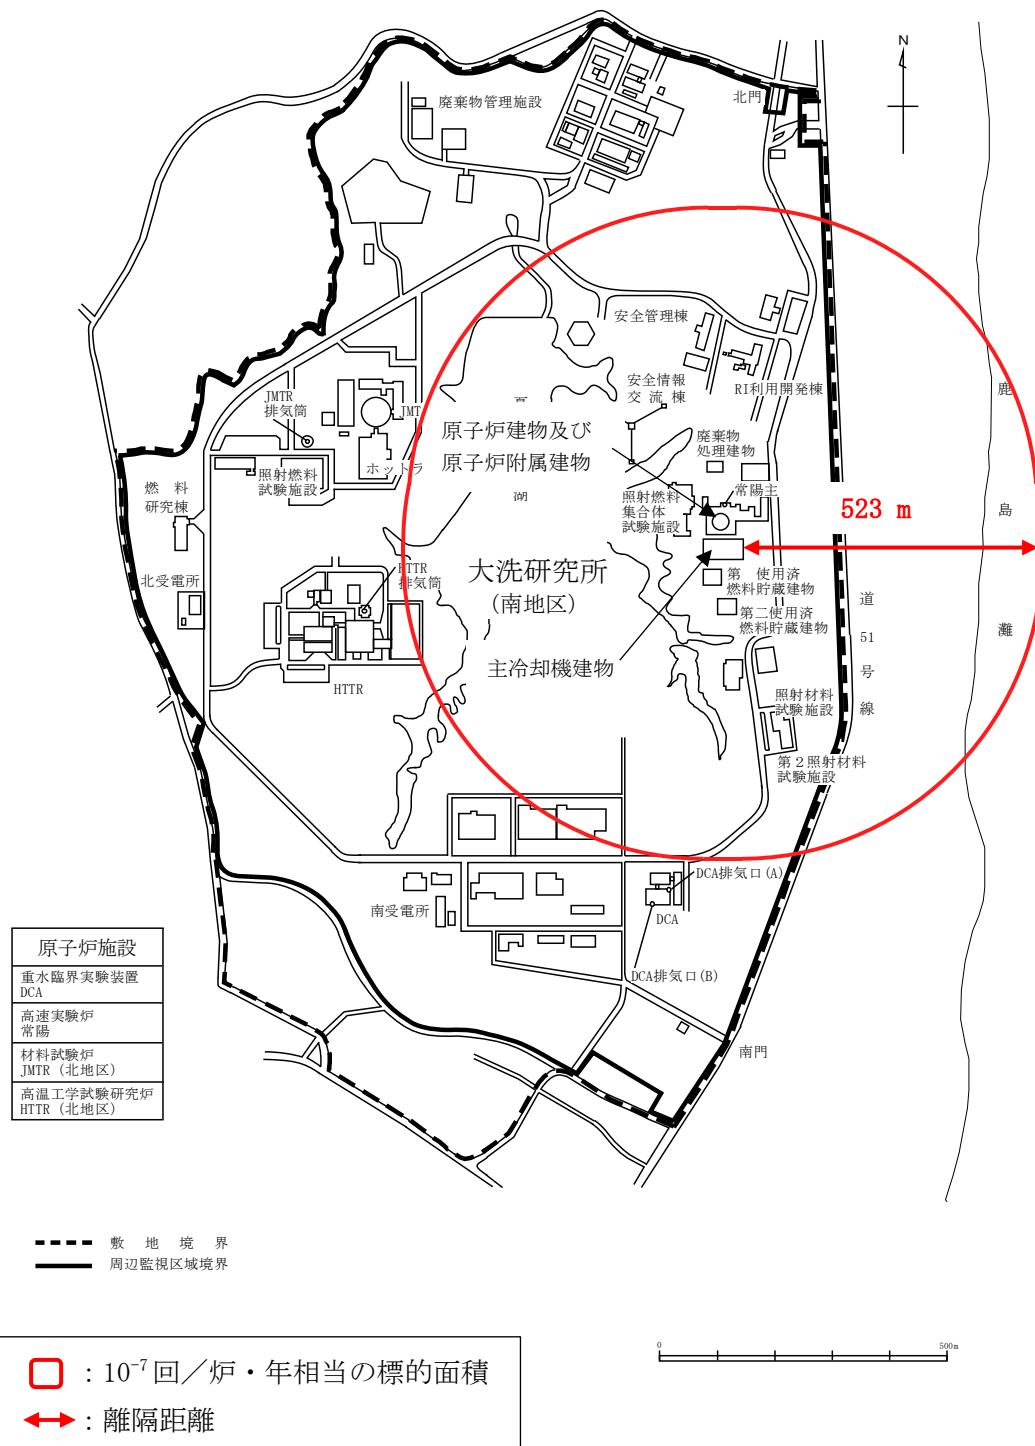 N
北門
廃棄物管理施設
安全管理棟
安全情報
交流棟
RI利用開発棟
鹿
JMTR
排気筒
JMT
夏
原子炉建物及び
原子炉附属建物
廃棄物
処理建物
ホットラ
照射燃料
試験施設
湖
照射燃料
集合体
試験施設
常陽主
523 m
島
燃料
研究棟
大洗研究所
(南地区)
HTTR
排気筒
北受電所
第　使用済
燃料貯蔵建物
第二使用済
燃料貯蔵建物
道
51
号
線
灘
主冷却機建物
HTTR
照射材料
試験施設
第2照射材料
試験施設
DCA排気口(A)
南受電所
DCA
DCA排気口(B)
南門
原子炉施設
重水臨界実験装置
DCA
高速実験炉
常陽
材料試験炉
JMTR (北地区)
高温工学試験研究炉
HTTR (北地区)
敷地境界
周辺監視区域境界
0 500m
：10⁻⁷回／炉・年相当の標的面積
：離隔距離